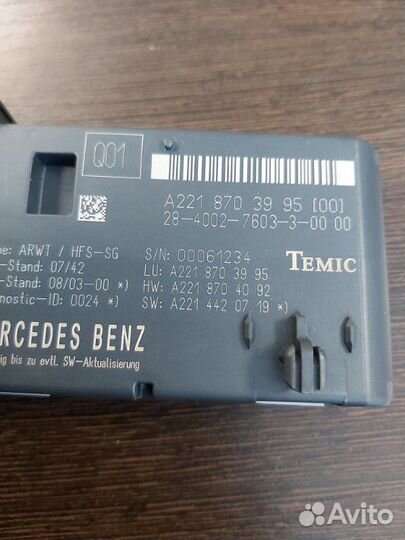 Q01
A221 870 39 95 [00]
28-4002-7603-3-00 00
e: ARWT / HFS-SG
-Stand: 07/42
-Stand: 08/03-00 *)
nostic-ID: 0024 *)
S/N: 00061234
LU: A221 870 39 95
HW: A221 870 40 92
SW: A221 442 07 19 *)
TEMIC
RCEDES BENZ
ig bis zu evtl. SW-Aktualisierung
Avito